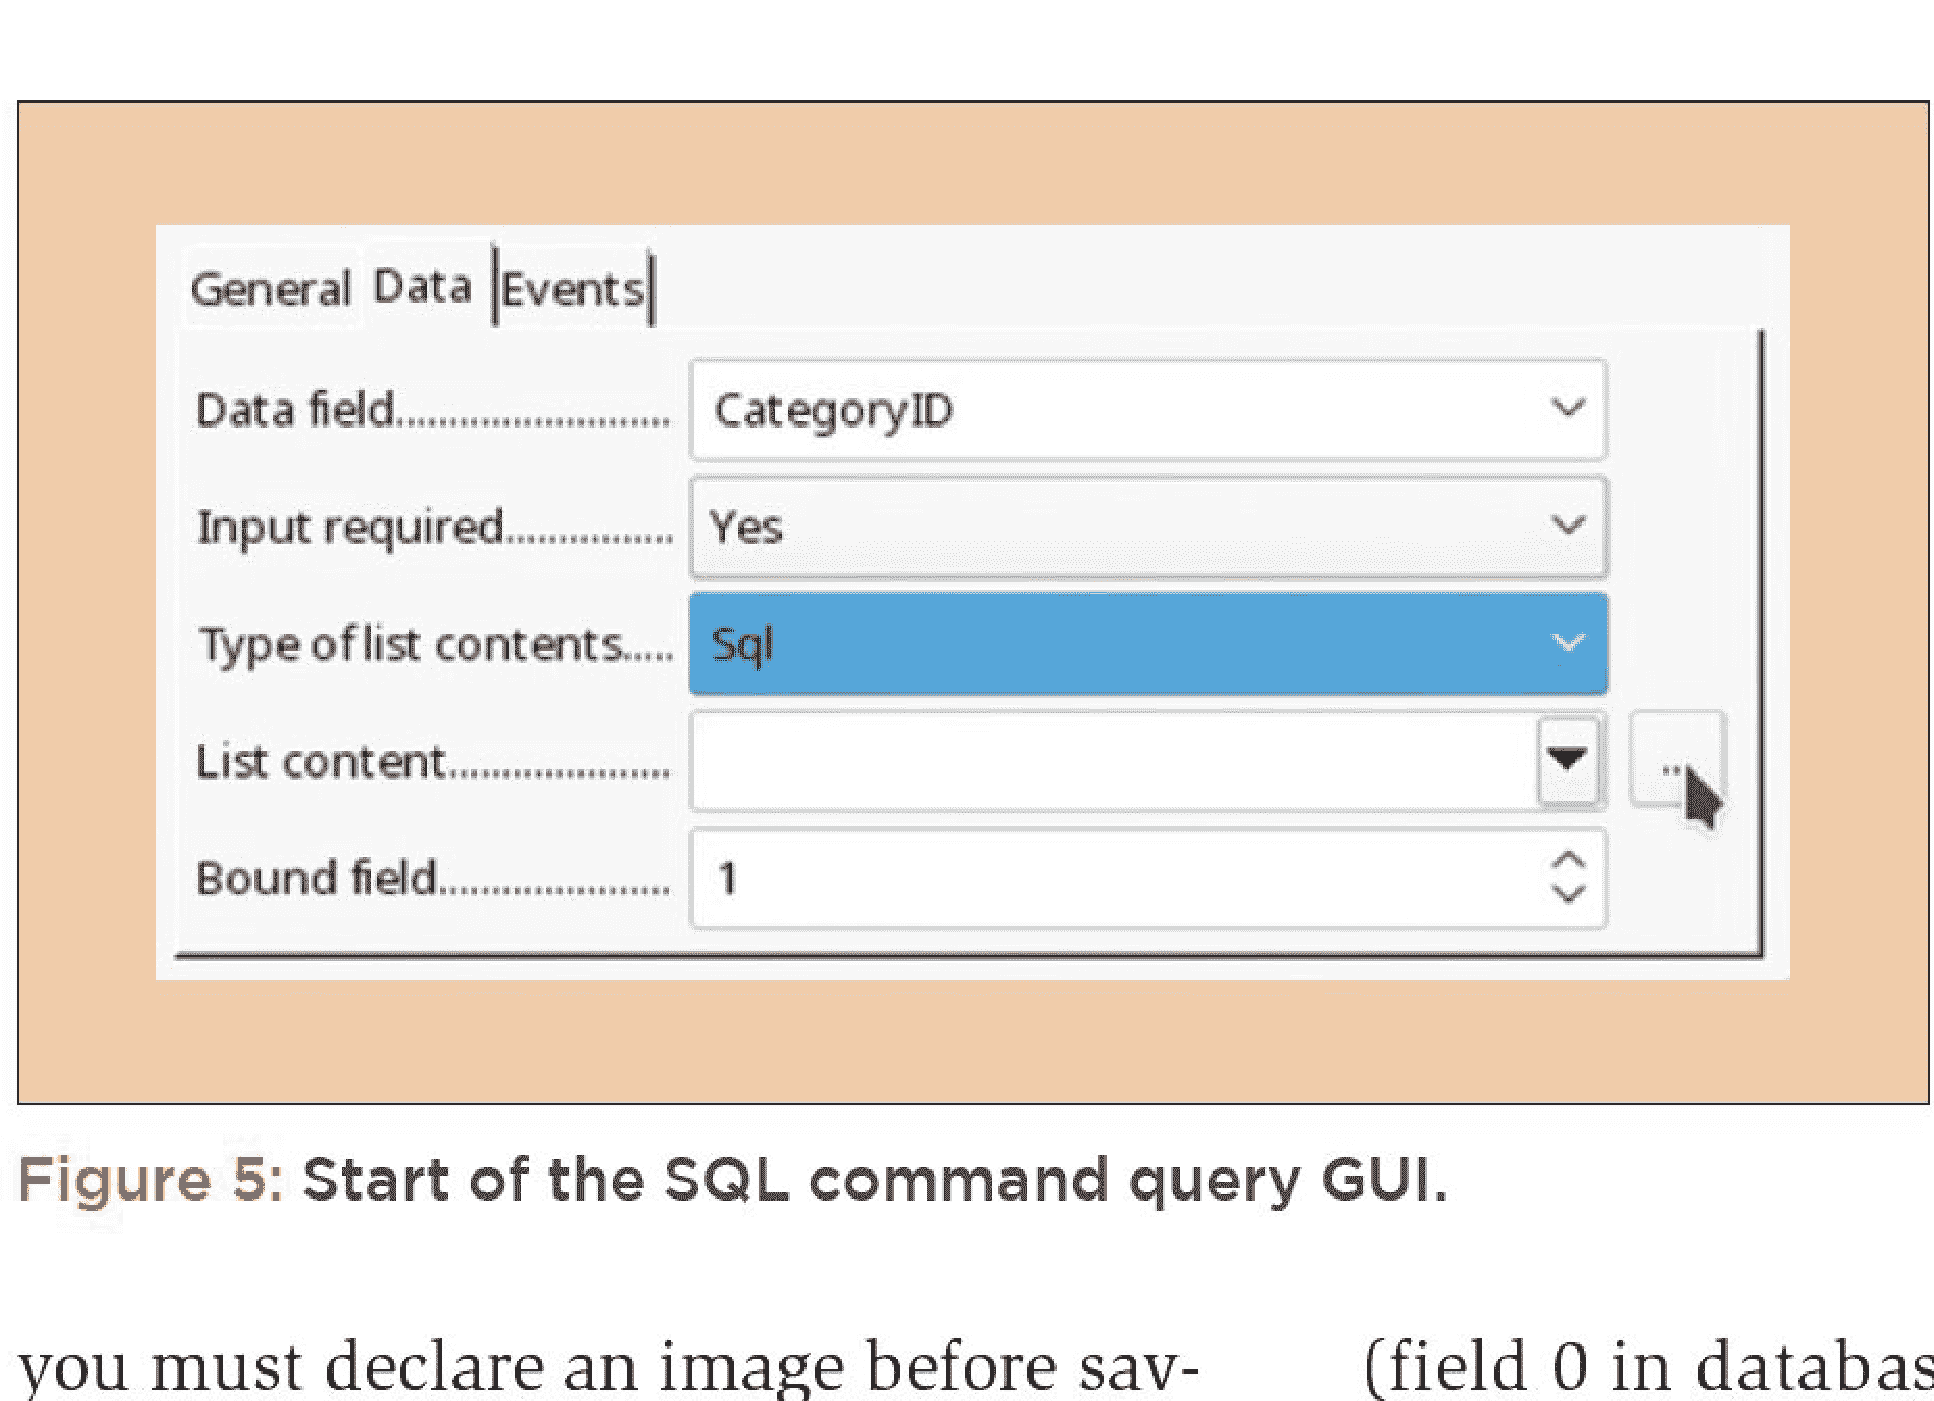 General Data Events
Data field.......................... CategoryID
Input required................ Yes
Type of list contents..... Sql
List content..................... ...
Bound field...................... 1
Figure 5: Start of the SQL command query GUI.
you must declare an image before sav-
(field 0 in